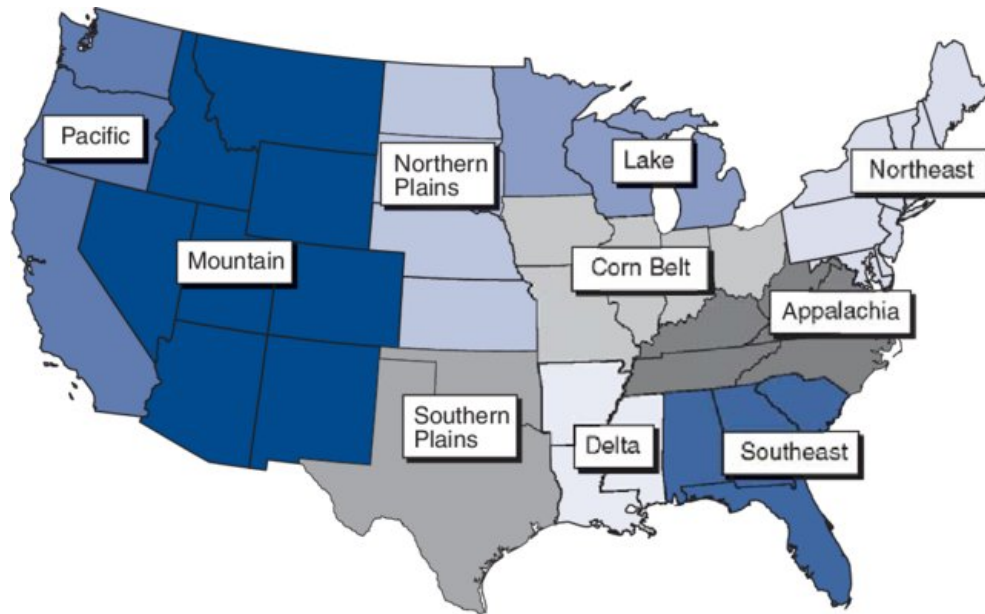 Pacific
Northern
Plains
Lake
Northeast
Mountain
Corn Belt
Appalachia
Southern
Plains
Delta
Southeast